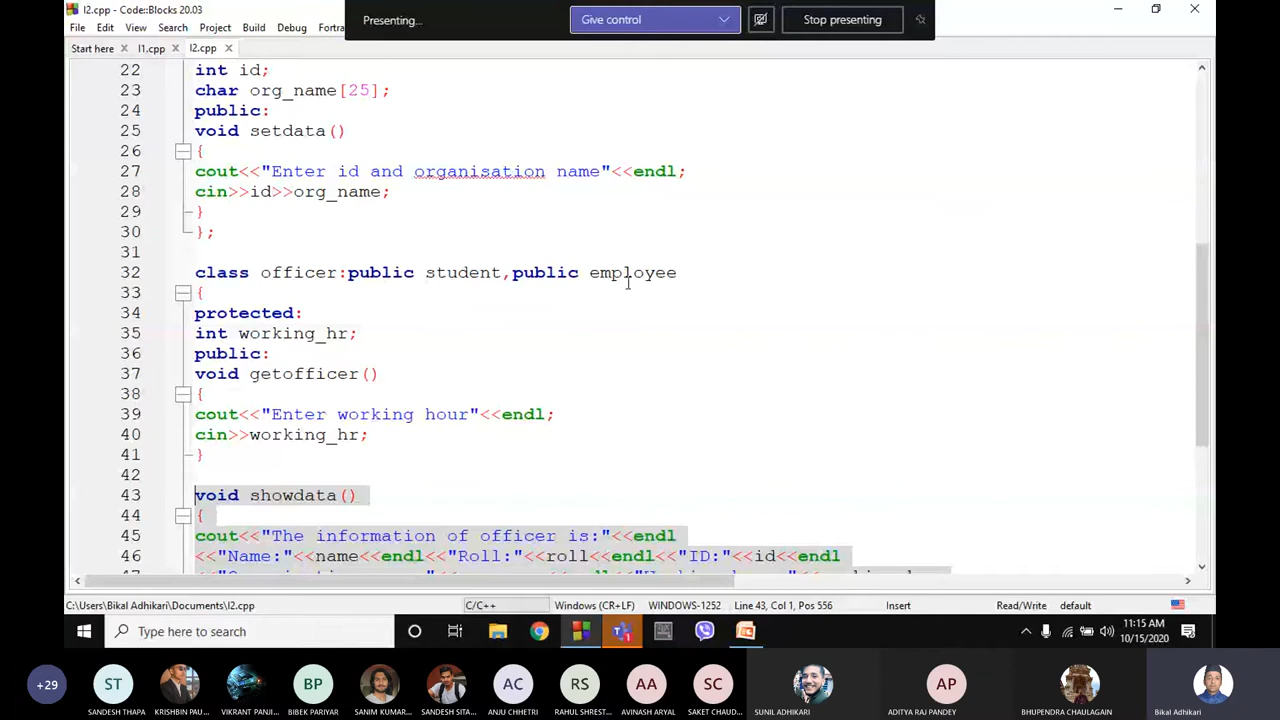 I2.cpp - Code::Blocks 20.03
Presenting...
Give control
Stop presenting
File Edit View Search Project Build Debug Fortra
Start here I1.cpp I2.cpp
22 int id;
23 char org_name[25];
24 public:
25 void setdata()
26 {
27 cout<<"Enter id and organisation name"<<endl;
28 cin>>id>>org_name;
29 }
30 };
31
32 class officer:public student,public employee
33 {
34 protected:
35 int working_hr;
36 public:
37 void getofficer()
38 {
39 cout<<"Enter working hour"<<endl;
40 cin>>working_hr;
41 }
42
43 void showdata()
44 {
45 cout<<"The information of officer is:"<<endl
46 <<"Name:"<<name<<endl<<"Roll:"<<roll<<endl<<"ID:"<<id<<endl
C:\Users\Bikal Adhikari\Documents\I2.cpp C/C++ Windows (CR+LF) WINDOWS-1252 Line 43, Col 1, Pos 556 Insert Read/Write default
Type here to search
11:15 AM
10/15/2020
+29 ST BP AC RS AA SC AP
SANDESH THAPA KRISHBIN PAU... VIKRANT PANJI... BIBEK PARIYAR SANIM KUMAR... SANDESH SITA... ANJU CHHETRI RAHUL SHREST... AVINASH ARYAL SAKET CHAUD... SUNIL ADHIKARI ADITYA RAJ PANDEY BHUPENDRA CHAULAGAIN Bikal Adhikari